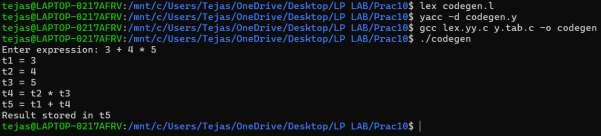 tejas@LAPTOP-0217AFRV:/mnt/c/Users/Tejas/OneDrive/Desktop/LP LAB/Prac10$ lex codegen.l
tejas@LAPTOP-0217AFRV:/mnt/c/Users/Tejas/OneDrive/Desktop/LP LAB/Prac10$ yacc -d codegen.y
tejas@LAPTOP-0217AFRV:/mnt/c/Users/Tejas/OneDrive/Desktop/LP LAB/Prac10$ gcc lex.yy.c y.tab.c -o codegen
tejas@LAPTOP-0217AFRV:/mnt/c/Users/Tejas/OneDrive/Desktop/LP LAB/Prac10$ ./codegen
Enter expression: 3 + 4 * 5
t1 = 3
t2 = 4
t3 = 5
t4 = t2 * t3
t5 = t1 + t4
Result stored in t5
tejas@LAPTOP-0217AFRV:/mnt/c/Users/Tejas/OneDrive/Desktop/LP LAB/Prac10$